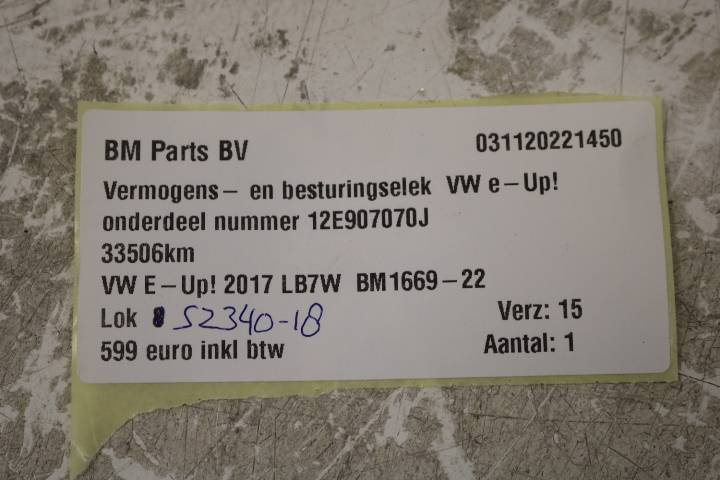 BM Parts BV 031120221450
Vermogens- en besturingselek VW e-Up!
onderdeel nummer 12E907070J
33506km
VW E-Up! 2017 LB7W BM1669-22
Lok S2340-18 Verz: 15
599 euro inkl btw Aantal: 1